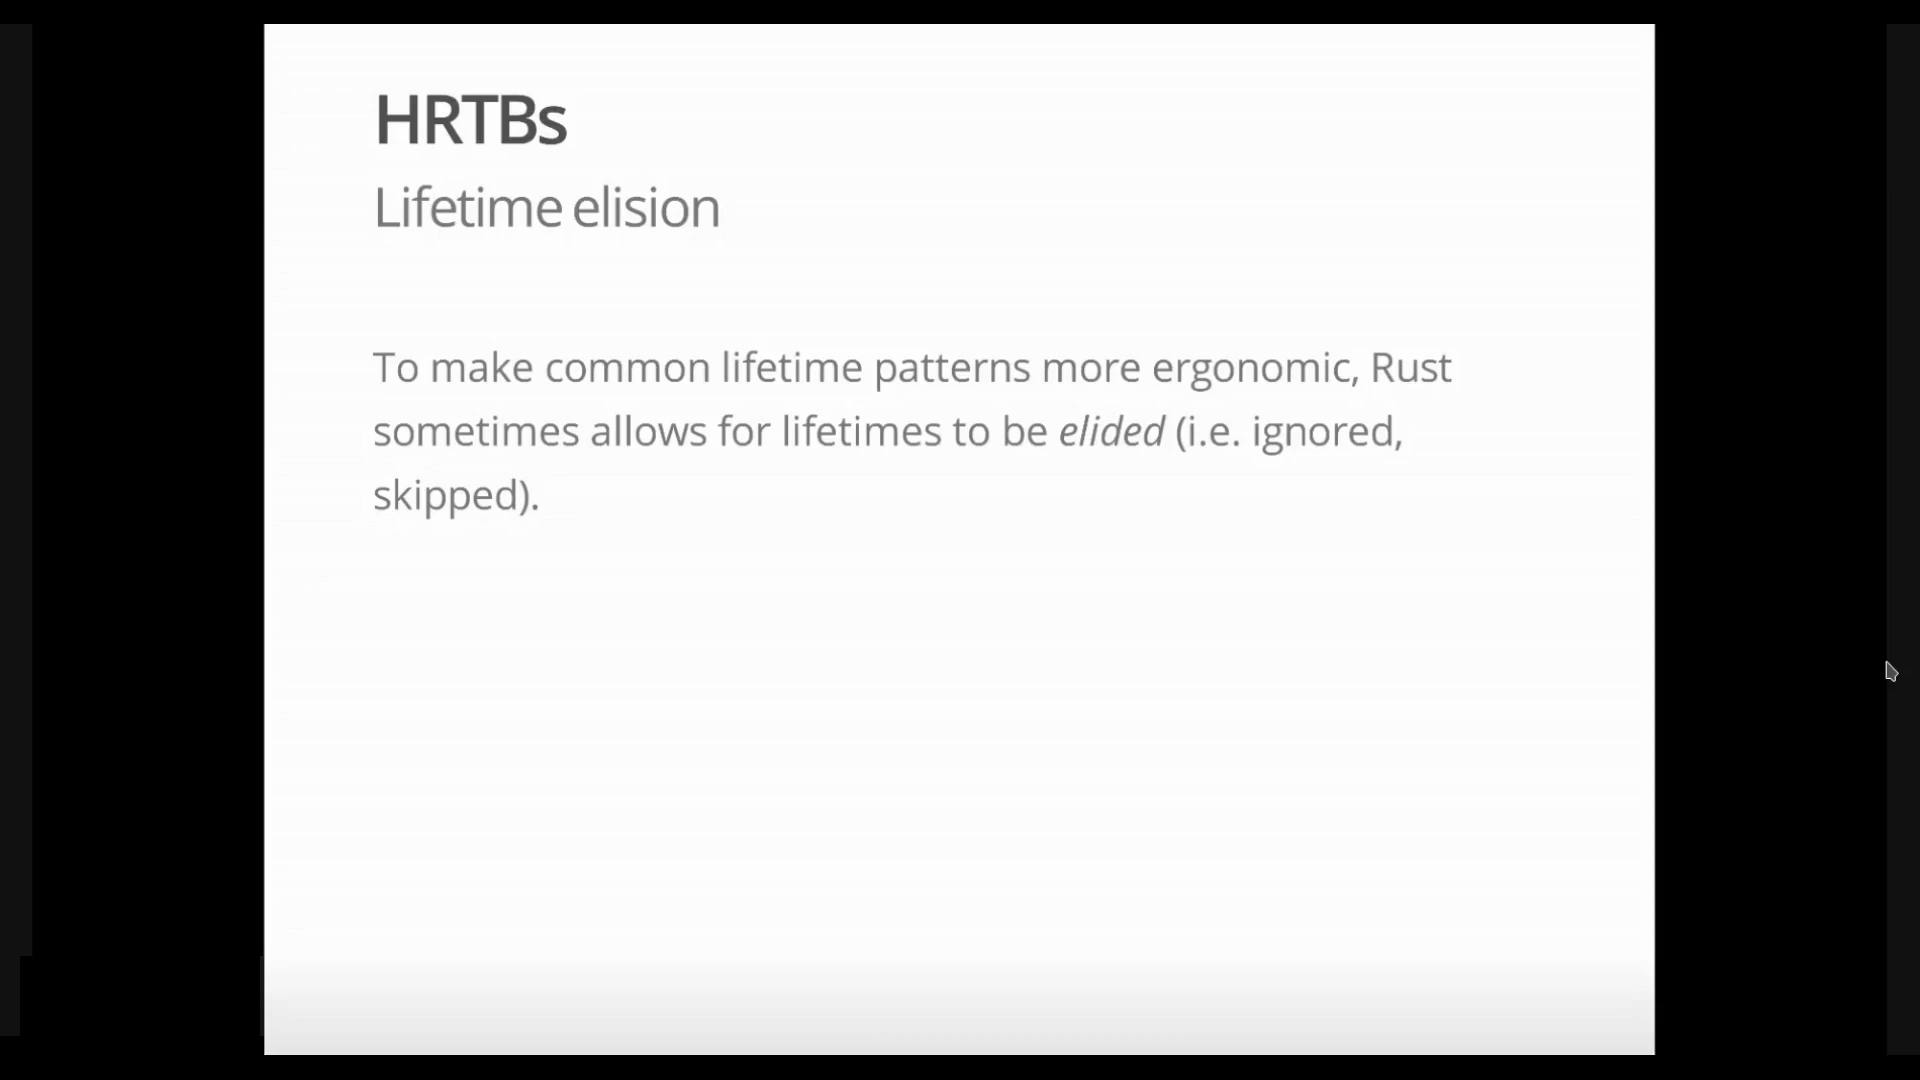 HRTBs
Lifetime elision
To make common lifetime patterns more ergonomic, Rust
sometimes allows for lifetimes to be elided (i.e. ignored,
skipped).